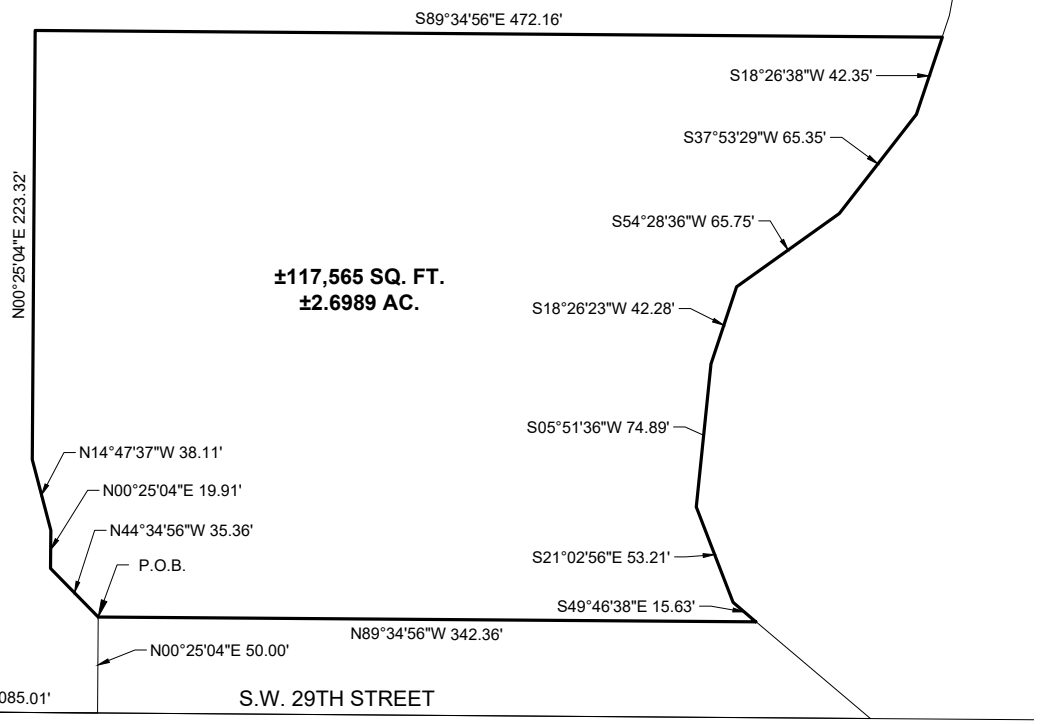 S89°34'56"E 472.16'
S18°26'38"W 42.35'
S37°53'29"W 65.35'
N00°25'04"E 223.32'
S54°28'36"W 65.75'
±117,565 SQ. FT.
±2.6989 AC.
S18°26'23"W 42.28'
S05°51'36"W 74.89'
N14°47'37"W 38.11'
N00°25'04"E 19.91'
N44°34'56"W 35.36'
P.O.B.
S21°02'56"E 53.21'
S49°46'38"E 15.63'
N89°34'56"W 342.36'
N00°25'04"E 50.00'
085.01'
S.W. 29TH STREET